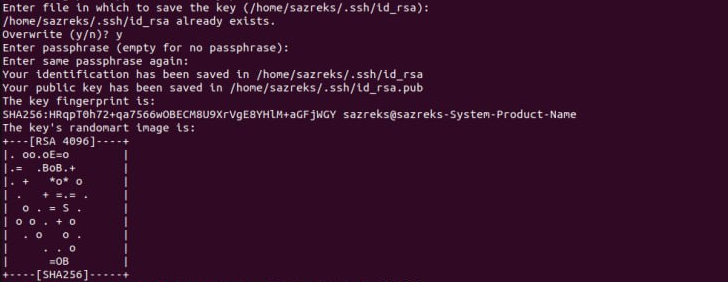 Enter file in which to save the key (/home/sazreks/.ssh/id_rsa):
/home/sazreks/.ssh/id_rsa already exists.
Overwrite (y/n)? y
Enter passphrase (empty for no passphrase):
Enter same passphrase again:
Your identification has been saved in /home/sazreks/.ssh/id_rsa
Your public key has been saved in /home/sazreks/.ssh/id_rsa.pub
The key fingerprint is:
SHA256:HRqpT0h72+qa7566wOBECM8U9XrVgE8YHlM+aGFjWGY sazreks@sazreks-System-Product-Name
The key's randomart image is:
+---[RSA 4096]----+
|. oo.oE=o        |
|.=  .BoB.+       |
|. +   *o* o      |
| .   + =.= .     |
|  o . = S .      |
| o o . + o       |
|  . o   o .      |
|     . . o       |
|      =OB        |
+----[SHA256]-----+